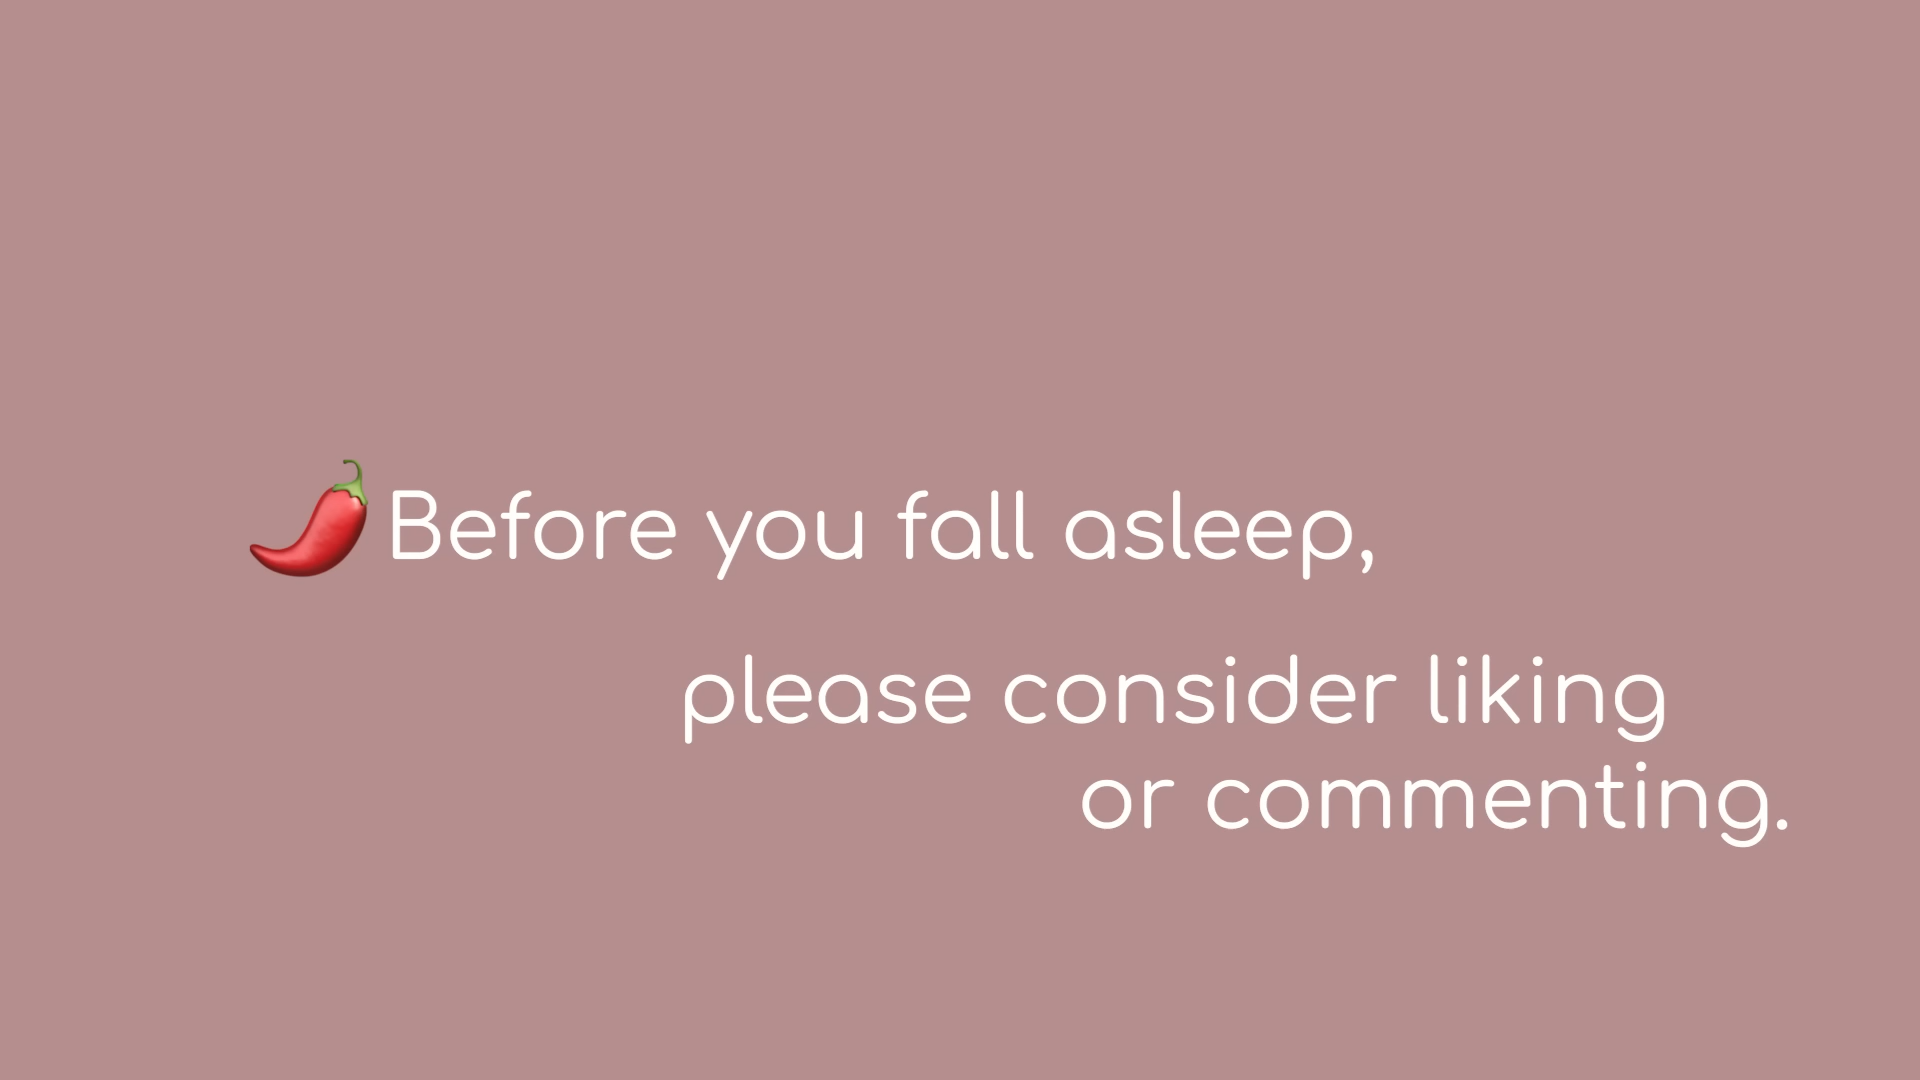 🌶️Before you fall asleep,
please consider liking
or commenting.